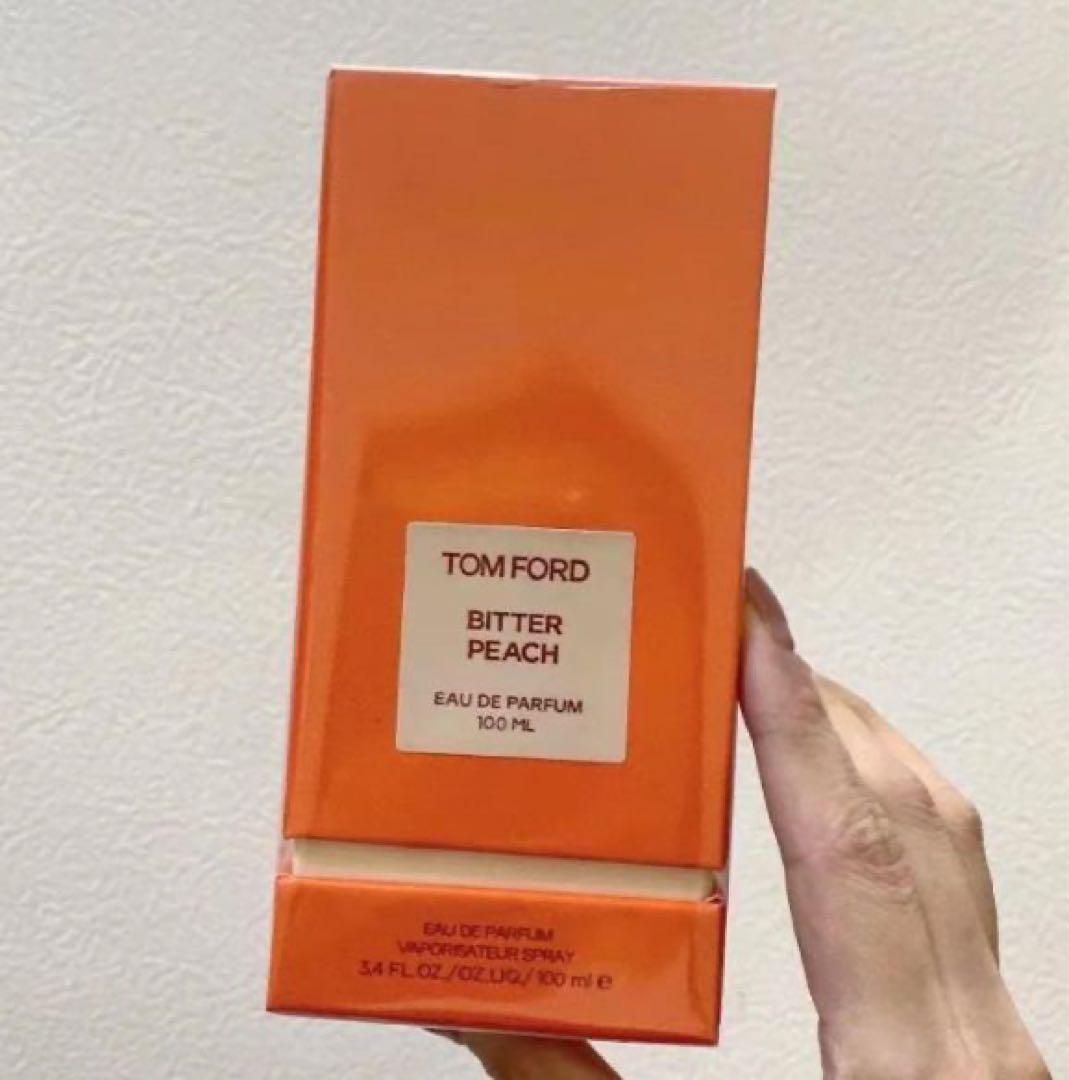 TOM FORD
BITTER
PEACH
EAU DE PARFUM
100 ML
EAU DE PARFUM
VAPORISATEUR SPRAY
3,4 FL.OZ./OZ.LIQ./ 100 ml ℮